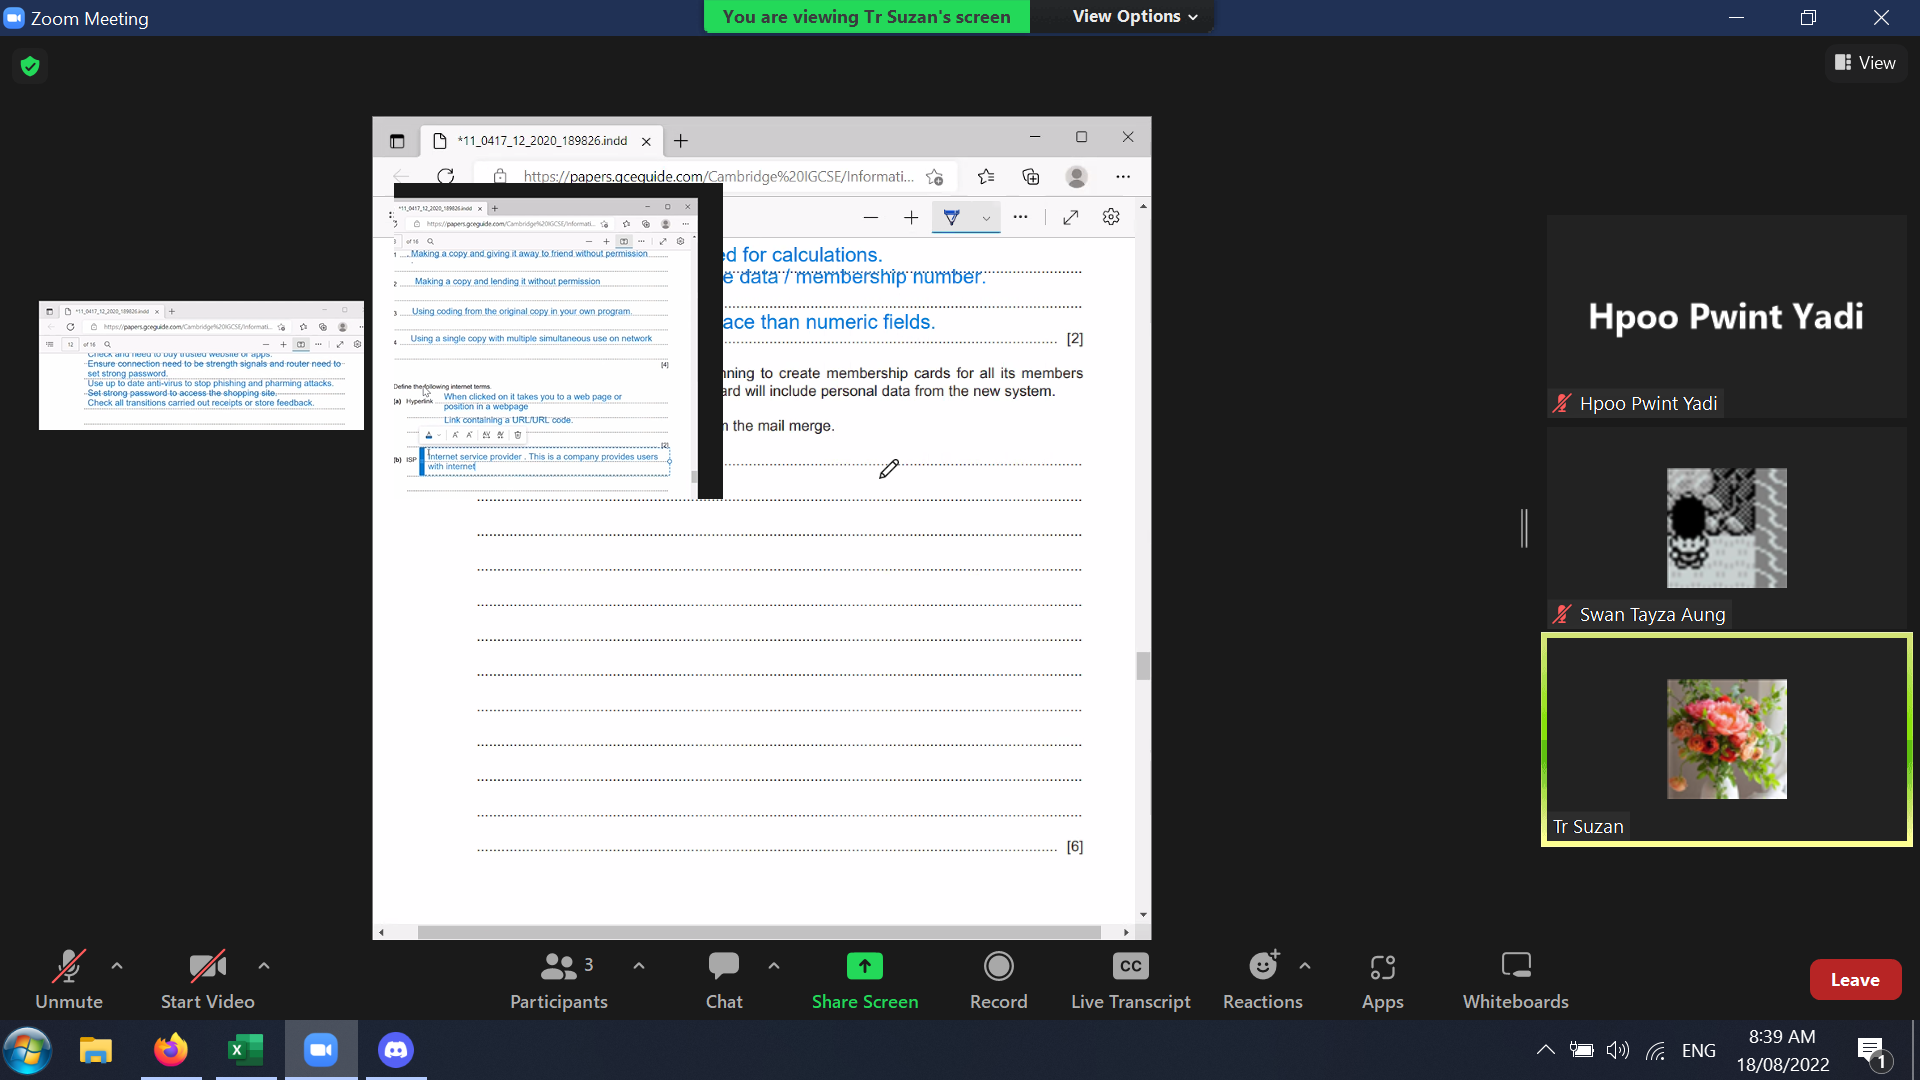 Zoom Meeting
You are viewing Tr Suzan's screen
View Options
View
*11_0417_12_2020_189826.indd
https://papers.gceguide.com/Cambridge%20IGCSE/Informati...
*11_0417_12_2020_189826.indd
https://papers.gceguide.com/Cambridge%20IGCSE/Informati...
of 16
1 Making a copy and giving it away to friend without permission
2 Making a copy and lending it without permission
3 Using coding from the original copy in your own program.
4 Using a single copy with multiple simultaneous use on network
[4]
Define the following internet terms.
(a) Hyperlink When clicked on it takes you to a web page or
position in a webpage
Link containing a URL/URL code.
[2]
(b) ISP Internet service provider . This is a company provides users
with internet
ed for calculations.
e data / membership number.
ace than numeric fields.
[2]
nning to create membership cards for all its members
ard will include personal data from the new system.
n the mail merge.
[6]
*11_0417_12_2020_189826.indd
https://papers.gceguide.com/Cambridge%20IGCSE/Informati...
12 of 16
Check and need to buy trusted website or apps.
Ensure connection need to be strength signals and router need to
set strong password.
Use up to date anti-virus to stop phishing and pharming attacks.
Set strong password to access the shopping site.
Check all transitions carried out receipts or store feedback.
Hpoo Pwint Yadi
Hpoo Pwint Yadi
Swan Tayza Aung
Tr Suzan
Unmute
Start Video
3
Participants
Chat
Share Screen
Record
CC
Live Transcript
Reactions
Apps
Whiteboards
Leave
ENG
8:39 AM
18/08/2022
1